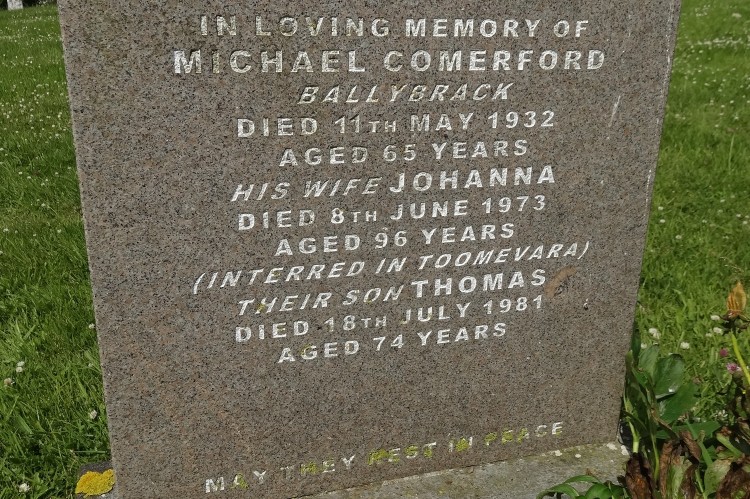 IN LOVING MEMORY OF
MICHAEL COMERFORD
BALLYBRACK
DIED 11TH MAY 1932
AGED 65 YEARS
HIS WIFE JOHANNA
DIED 8TH JUNE 1973
AGED 96 YEARS
(INTERRED IN TOOMEVARA)
THEIR SON THOMAS
DIED 18TH JULY 1981
AGED 74 YEARS
MAY THEY REST IN PEACE